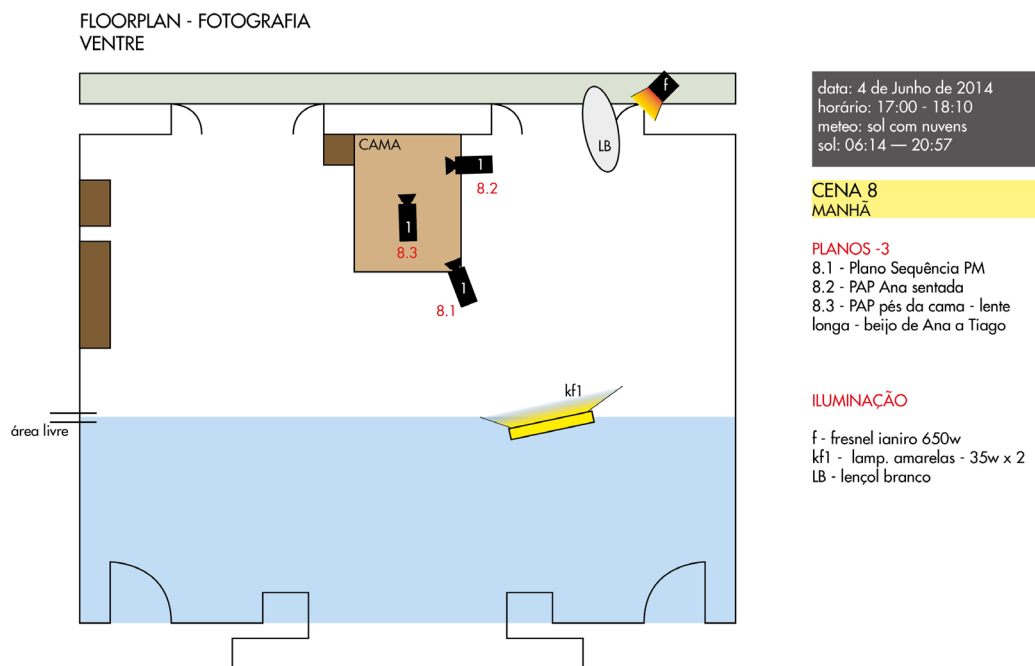 FLOORPLAN - FOTOGRAFIA
VENTRE
f
LB
CAMA
1
8.2
1
8.3
1
8.1
kf1
área livre
data: 4 de Junho de 2014
horário: 17:00 - 18:10
meteo: sol com nuvens
sol: 06:14 — 20:57
CENA 8
MANHÃ
PLANOS -3
8.1 - Plano Sequência PM
8.2 - PAP Ana sentada
8.3 - PAP pés da cama - lente
longa - beijo de Ana a Tiago
ILUMINAÇÃO
f - fresnel ianiro 650w
kf1 - lamp. amarelas - 35w x 2
LB - lençol branco